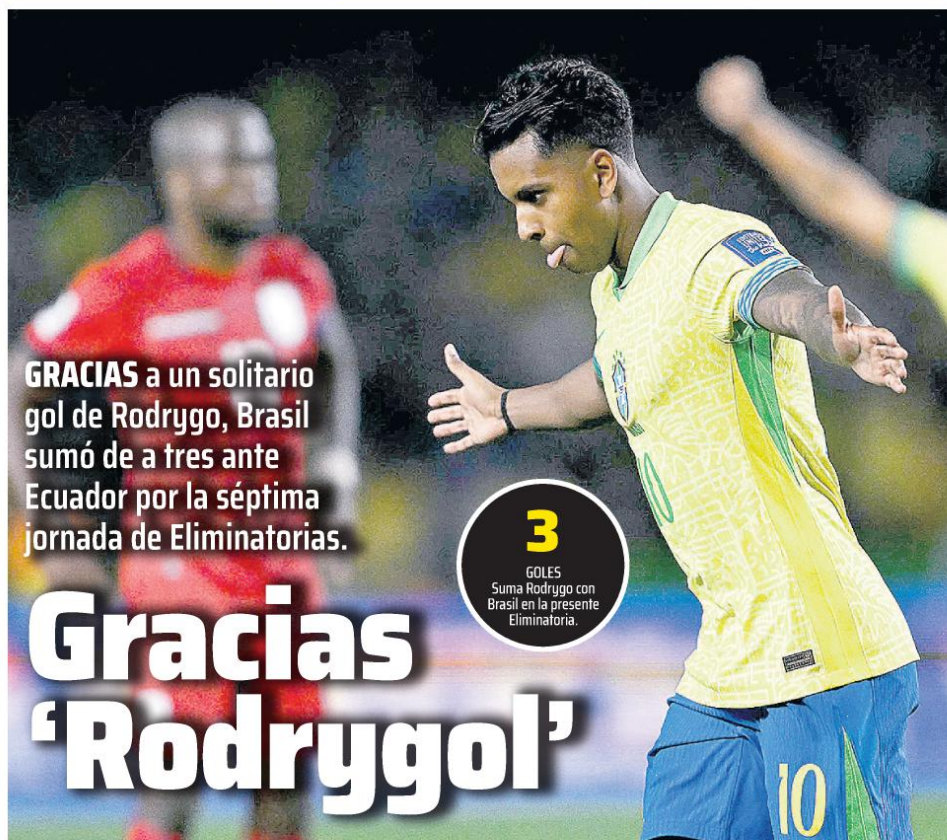 GRACIAS a un solitario
gol de Rodrygo, Brasil
sumó de a tres ante
Ecuador por la séptima
jornada de Eliminatorias.
3
GOLES
Suma Rodrygo con
Brasil en la presente
Eliminatoria.
Gracias
‘Rodrygol’
10
10